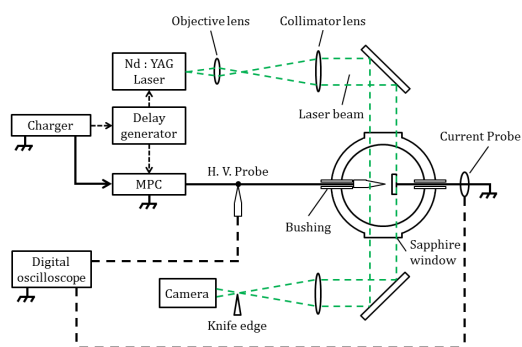 Objective lens
Collimator lens
Nd : YAG
Laser
Laser beam
Charger
Delay
generator
Current Probe
H. V. Probe
MPC
Bushing
Sapphire
window
Digital
oscilloscope
Camera
Knife edge